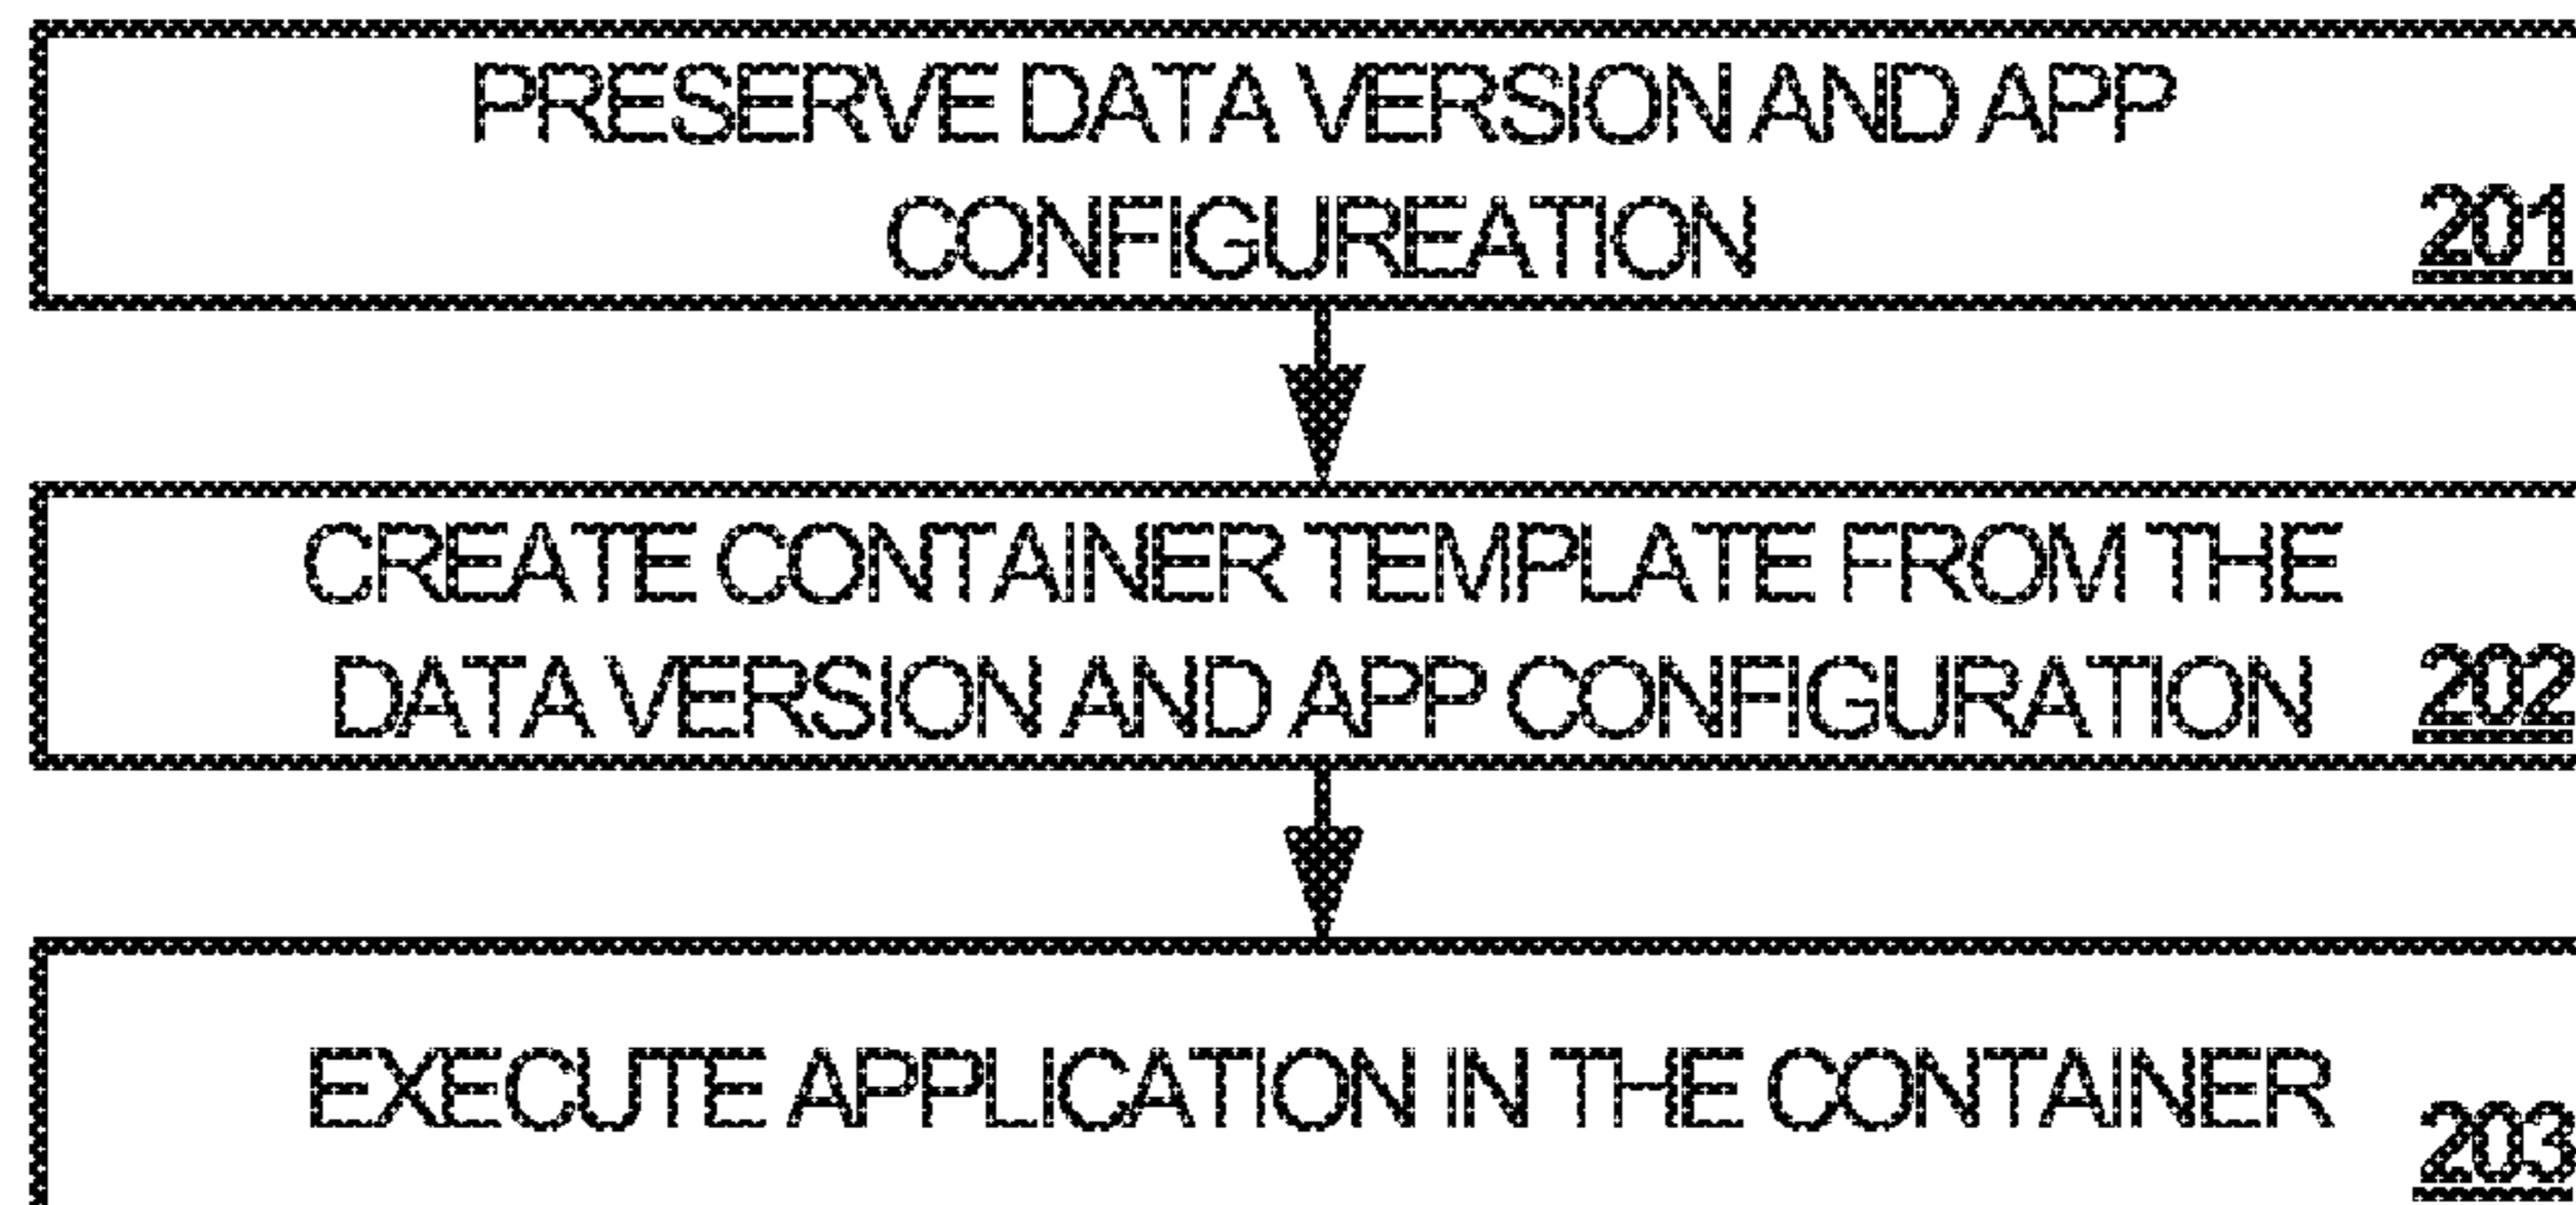 PRESERVE DATA VERSION AND APP
CONFIGUREATION
201
CREATE CONTAINER TEMPLATE FROM THE
DATA VERSION AND APP CONFIGURATION
202
EXECUTE APPLICATION IN THE CONTAINER
203